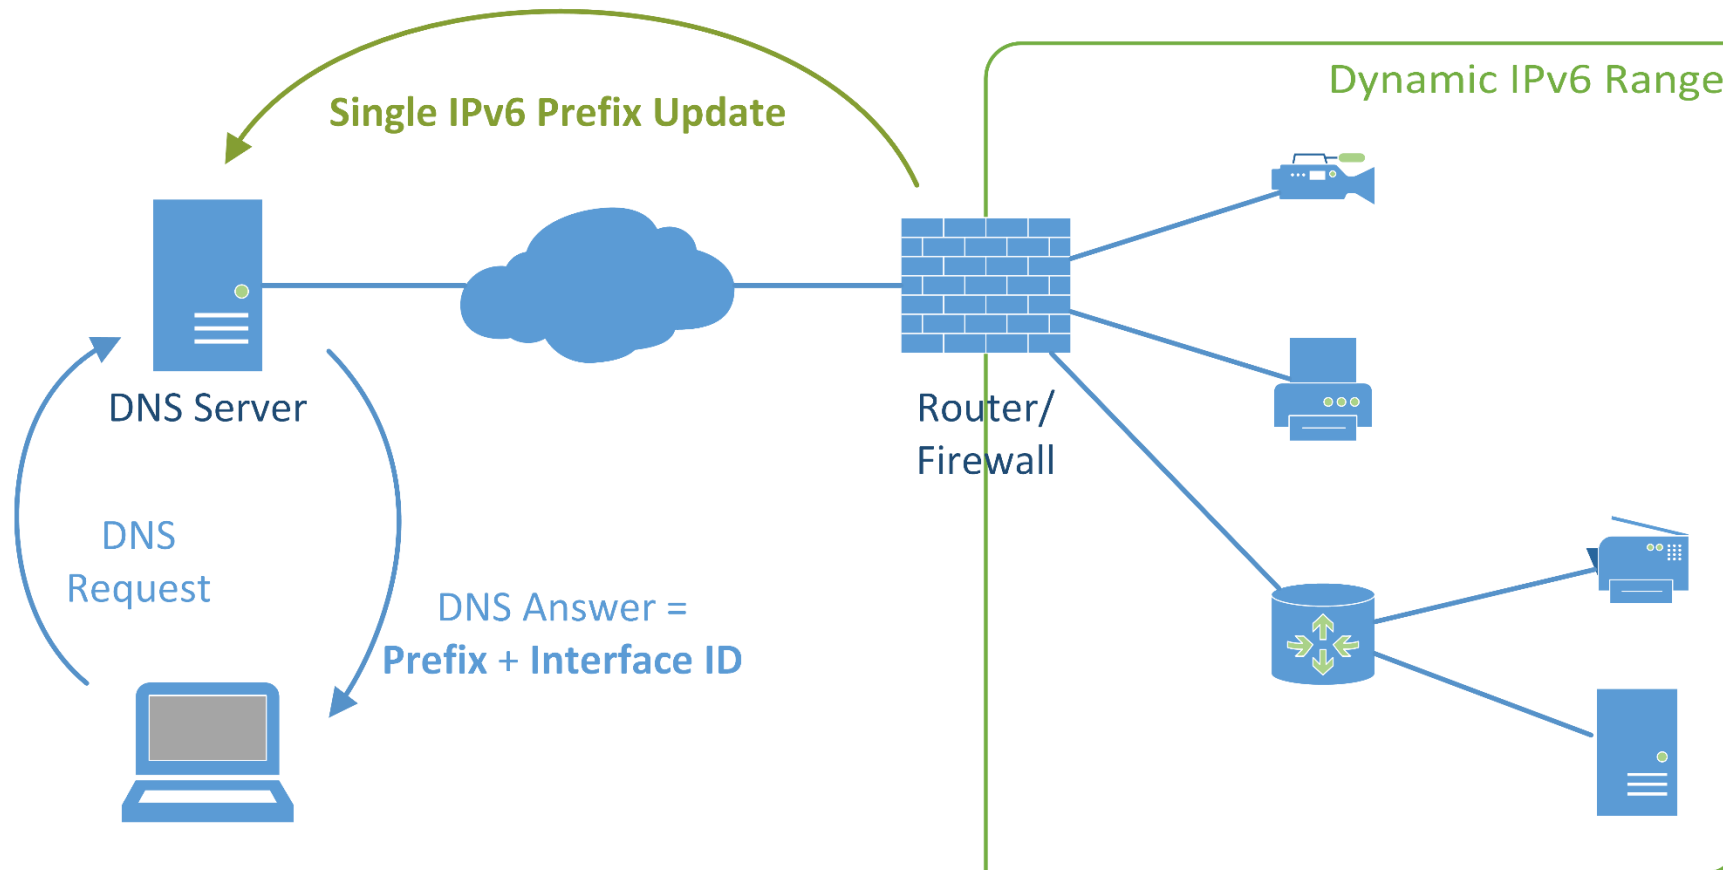 Dynamic IPv6 Range
Single IPv6 Prefix Update
DNS Server
Router/
Firewall
DNS
Request
DNS Answer =
Prefix + Interface ID